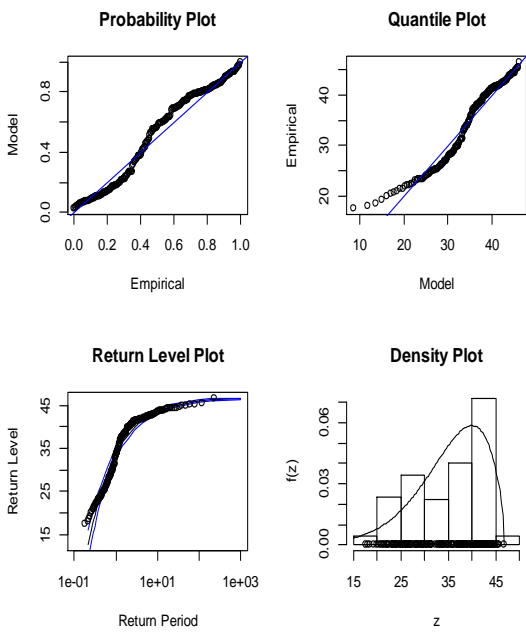 Probability Plot
Model
0.0 0.4 0.8
0.0 0.2 0.4 0.6 0.8 1.0
Empirical
Quantile Plot
Empirical
20 30 40
10 20 30 40
Model
Return Level Plot
Return Level
15 25 35 45
1e-01 1e+01 1e+03
Return Period
Density Plot
f(z)
0.00 0.03 0.06
15 25 35 45
z